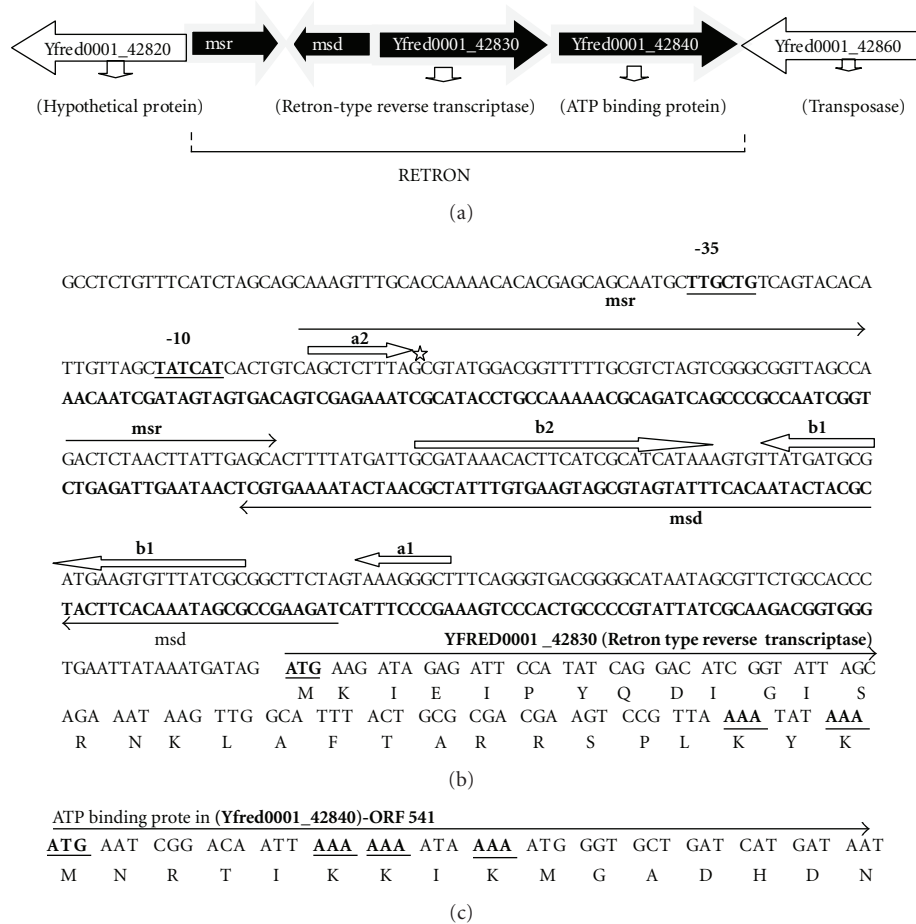 Yfred0001_42820 msr msd Yfred0001_42830 Yfred0001_42840 Yfred0001_42860
(Hypothetical protein) (Retron-type reverse transcriptase) (ATP binding protein) (Transposase)
RETRON
(a)
-35
GCCTCTGTTTCATCTAGCAGCAAAGTTTGCACCAAAACACACGAGCAGCAATGCTTGCTGTCAGTACACA
msr
-10 a2
TTGTTAGCTATCATCACTGTCAGCTCTTTAGCGTATGGACGGTTTTTGCGTCTAGTCGGGCGGTTAGCCA
AACAATCGATAGTAGTGACAGTCGAGAAATCGCATACCTGCCAAAAACGCAGATCAGCCCGCCAATCGGT
msr b2 b1
GACTCTAACTTATTGAGCACTTTTATGATTGCGATAAACACTTCATCGCATCATAAAGTGTTATGATGCG
CTGAGATTGAATAACTCGTGAAAATACTAACGCTATTTGTGAAGTAGCGTAGTATTTCACAATACTACGC
msd
b1 a1
ATGAAGTGTTTATCGCGGCTTCTAGTAAAGGGCTTTCAGGGTGACGGGGCATAATAGCGTTCTGCCACCC
TACTTCACAAATAGCGCCGAAGATCATTTCCCGAAAGTCCCACTGCCCCGTATTATCGCAAGACGGTGGG
msd YFRED0001_42830 (Retron type reverse transcriptase)
TGAATTATAAATGATAG ATG AAG ATA GAG ATT CCA TAT CAG GAC ATC GGT ATT AGC
M K I E I P Y Q D I G I S
AGA AAT AAG TTG GCA TTT ACT GCG CGA CGA AGT CCG TTA AAA TAT AAA
R N K L A F T A R R S P L K Y K
(b)
ATP binding prote in (Yfred0001_42840)-ORF 541
ATG AAT CGG ACA ATT AAA AAA ATA AAA ATG GGT GCT GAT CAT GAT AAT
M N R T I K K I K M G A D H D N
(c)